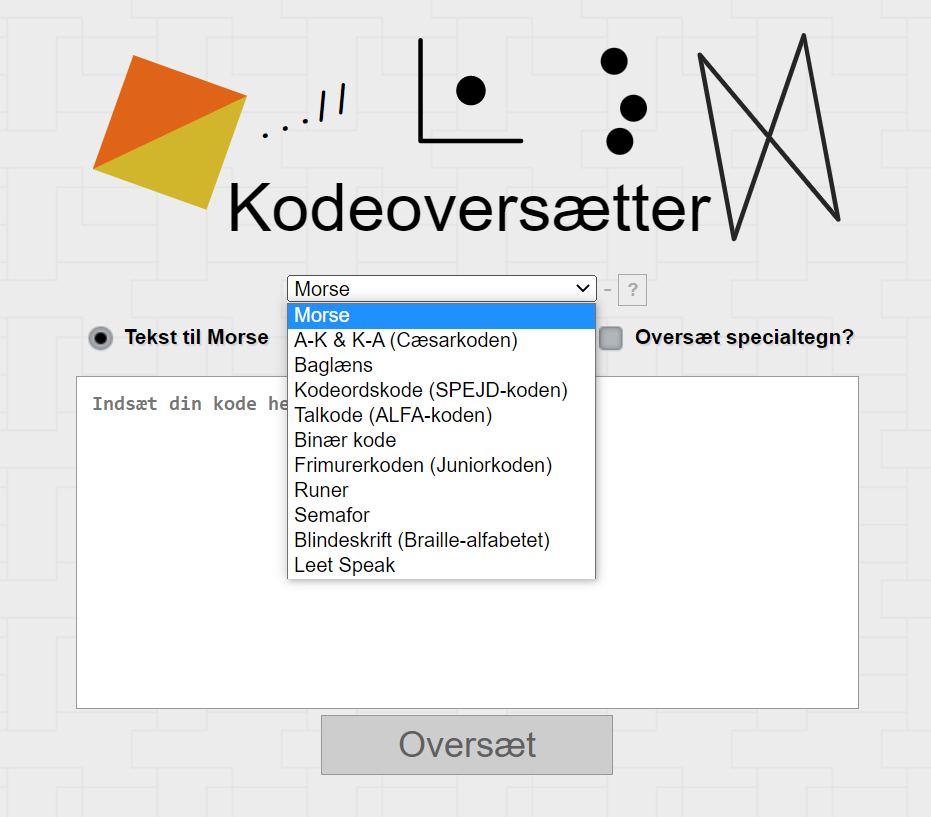 Kodeoversætter
Morse
- ?
Morse
Tekst til Morse
Oversæt specialtegn?
A-K & K-A (Cæsarkoden)
Baglæns
Kodeordskode (SPEJD-koden)
Indsæt din kode
Talkode (ALFA-koden)
Binær kode
Frimurerkoden (Juniorkoden)
Runer
Semafor
Blindeskrift (Braille-alfabetet)
Leet Speak
Oversæt